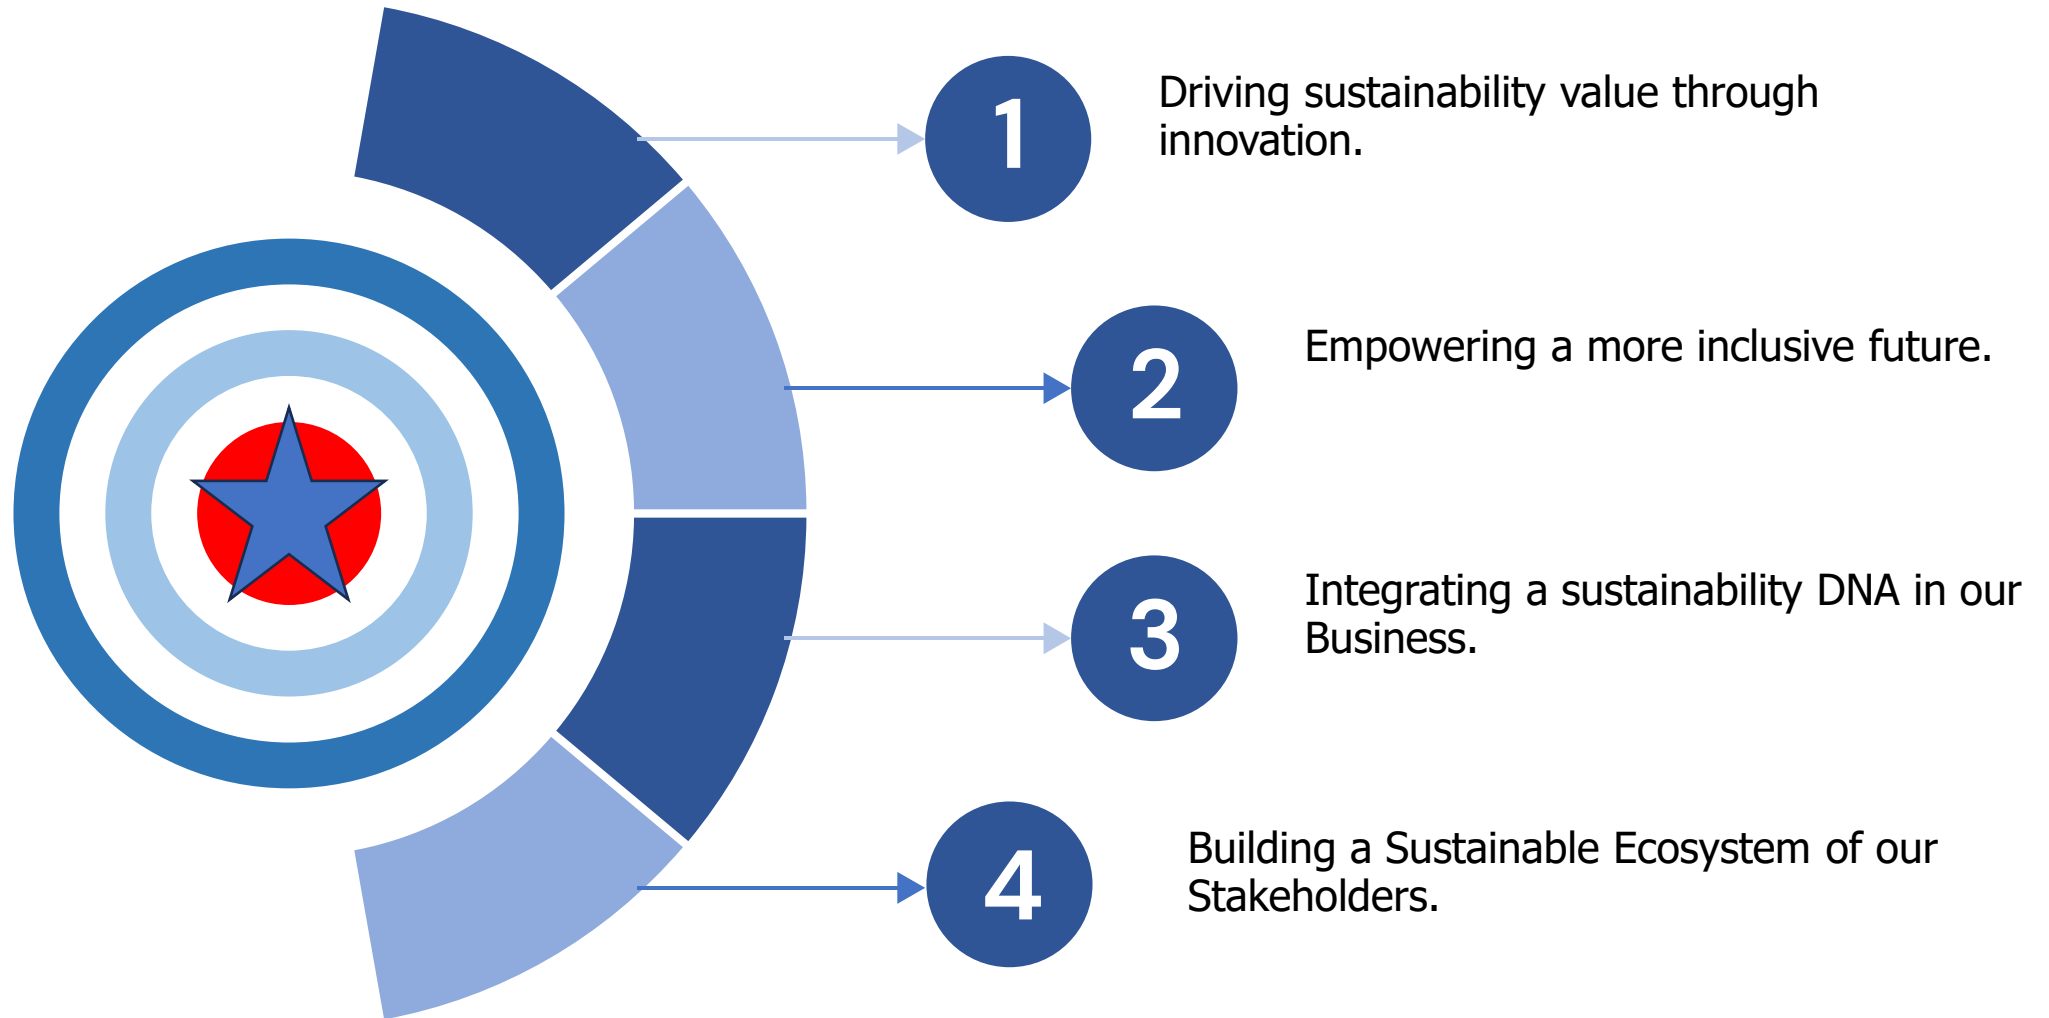 1
Driving sustainability value through
innovation.
2
Empowering a more inclusive future.
3
Integrating a sustainability DNA in our
Business.
4
Building a Sustainable Ecosystem of our
Stakeholders.